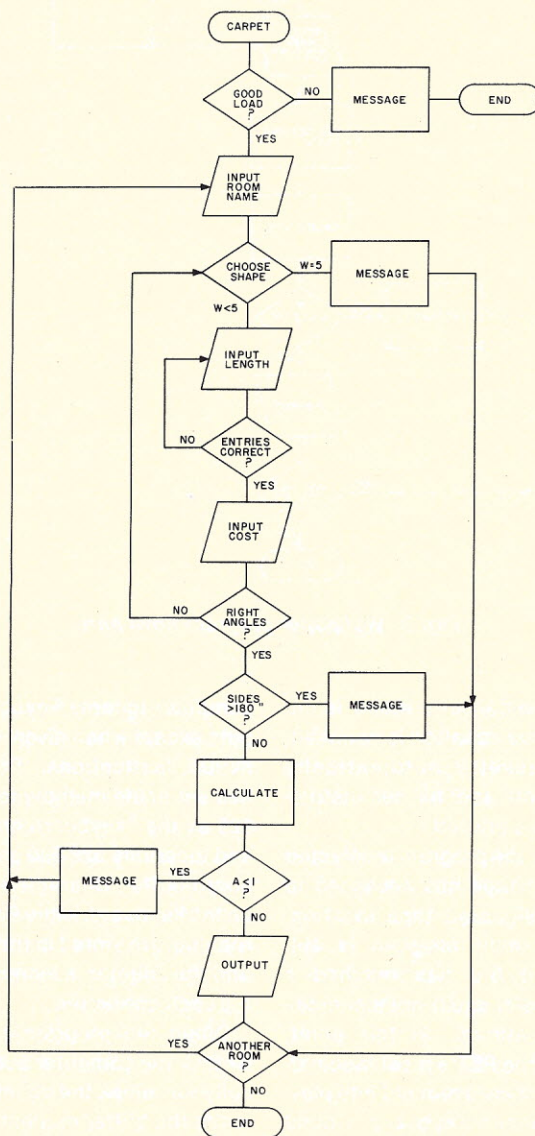 CARPET
GOOD
LOAD
?
NO
MESSAGE
END
YES
INPUT
ROOM
NAME
CHOOSE
SHAPE
W=5
MESSAGE
W<5
INPUT
LENGTH
NO
ENTRIES
CORRECT
?
YES
INPUT
COST
NO
RIGHT
ANGLES
?
YES
SIDES
>180"
?
YES
MESSAGE
NO
CALCULATE
MESSAGE
YES
A<1
?
NO
OUTPUT
YES
ANOTHER
ROOM
?
NO
END